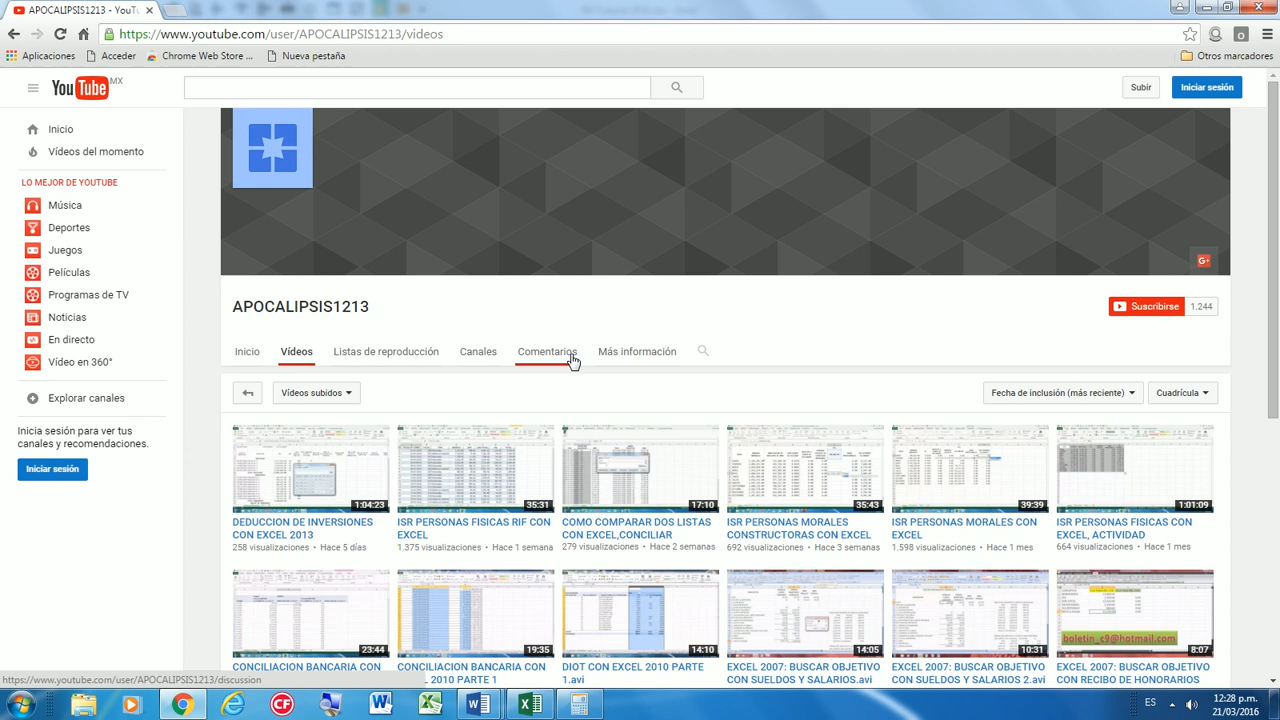 APOCALIPSIS1213 - YouTu
https://www.youtube.com/user/APOCALIPSIS1213/videos
Aplicaciones
Acceder
Chrome Web Store ...
Nueva pestaña
Otros marcadores
YouTube MX
Subir
Iniciar sesión
Inicio
Vídeos del momento
LO MEJOR DE YOUTUBE
Música
Deportes
Juegos
Películas
Programas de TV
Noticias
En directo
Vídeo en 360°
Explorar canales
Inicia sesión para ver tus
canales y recomendaciones.
Iniciar sesión
G+
APOCALIPSIS1213
Suscribirse 1.244
Inicio Vídeos Listas de reproducción Canales Comentarios Más información
Vídeos subidos
Fecha de inclusión (más reciente)
Cuadrícula
1:04:23
DEDUCCION DE INVERSIONES
CON EXCEL 2013
258 visualizaciones • Hace 5 días
35:31
ISR PERSONAS FISICAS RIF CON
EXCEL
1.375 visualizaciones • Hace 1 semana
17:10
COMO COMPARAR DOS LISTAS
CON EXCEL,CONCILIAR
279 visualizaciones • Hace 2 semanas
35:43
ISR PERSONAS MORALES
CONSTRUCTORAS CON EXCEL
692 visualizaciones • Hace 3 semanas
39:39
ISR PERSONAS MORALES CON
EXCEL
1.598 visualizaciones • Hace 1 mes
1:01:09
ISR PERSONAS FISICAS CON
EXCEL, ACTIVIDAD
664 visualizaciones • Hace 1 mes
23:44
CONCILIACION BANCARIA CON
19:35
CONCILIACION BANCARIA CON
EXCEL 2010 PARTE 1
14:10
DIOT CON EXCEL 2010 PARTE
1.avi
14:05
EXCEL 2007: BUSCAR OBJETIVO
CON SUELDOS Y SALARIOS.avi
10:31
EXCEL 2007: BUSCAR OBJETIVO
CON SUELDOS Y SALARIOS 2.avi
boletin_c9@hotmail.com
8:07
EXCEL 2007: BUSCAR OBJETIVO
CON RECIBO DE HONORARIOS
https://www.youtube.com/user/APOCALIPSIS1213/discussion
ES
12:28 p.m.
21/03/2016